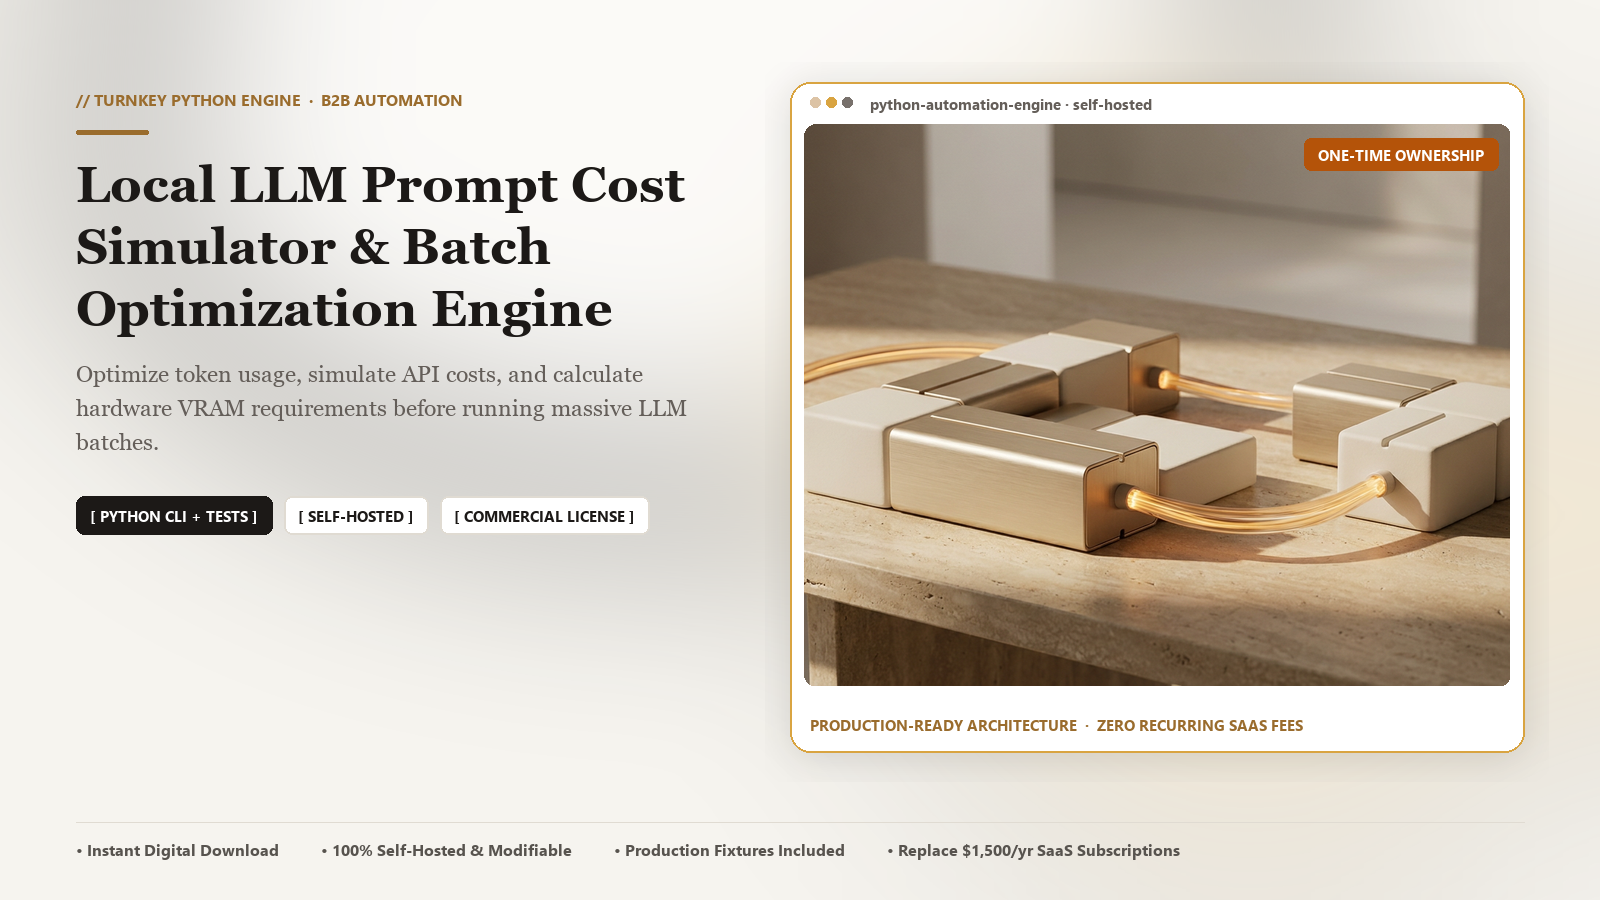 // TURNKEY PYTHON ENGINE · B2B AUTOMATION
Local LLM Prompt Cost
Simulator & Batch
Optimization Engine
Optimize token usage, simulate API costs, and calculate
hardware VRAM requirements before running massive LLM
batches.
[ PYTHON CLI + TESTS ]
[ SELF-HOSTED ]
[ COMMERCIAL LICENSE ]
python-automation-engine · self-hosted
ONE-TIME OWNERSHIP
PRODUCTION-READY ARCHITECTURE · ZERO RECURRING SAAS FEES
• Instant Digital Download
• 100% Self-Hosted & Modifiable
• Production Fixtures Included
• Replace $1,500/yr SaaS Subscriptions